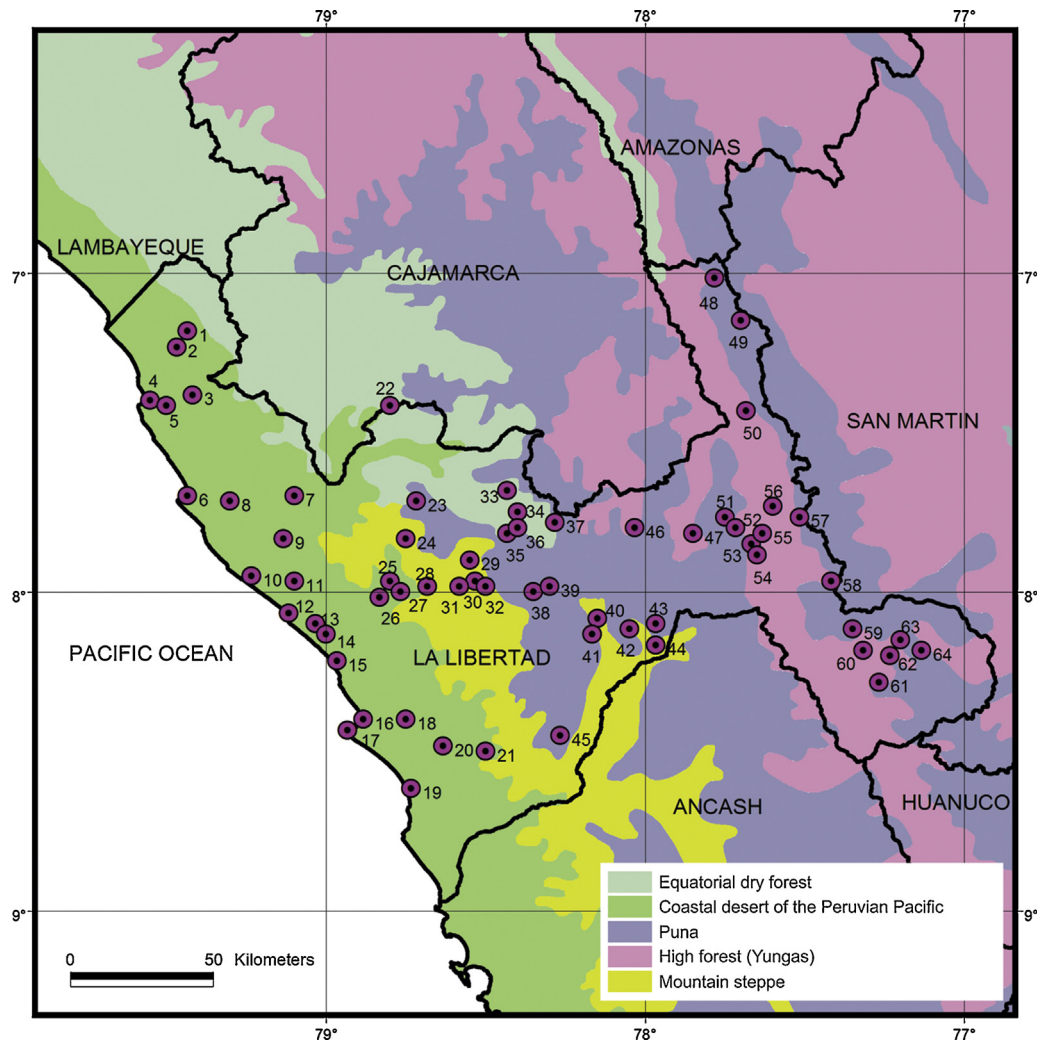 79° 78° 77°
AMAZONAS
LAMBAYEQUE
CAJAMARCA
7° 7°
48
1
49
2
22
4
3
5
50
SAN MARTIN
33
6 8 7
23
34
51 56
52 57
37
46 47 55
24
36
9
35
53
29
54
25 28
10 11
58
8° 8°
27 31 30 32
38 39
26
12
40 43
13
59 63
14
41 42 44
60 62 64
PACIFIC OCEAN
LA LIBERTAD
15
61
16 18
17
45
20 21
19
ANCASH
HUANUCO
Equatorial dry forest
Coastal desert of the Peruvian Pacific
9° 9°
Puna
High forest (Yungas)
0 50 Kilometers
Mountain steppe
79° 78° 77°